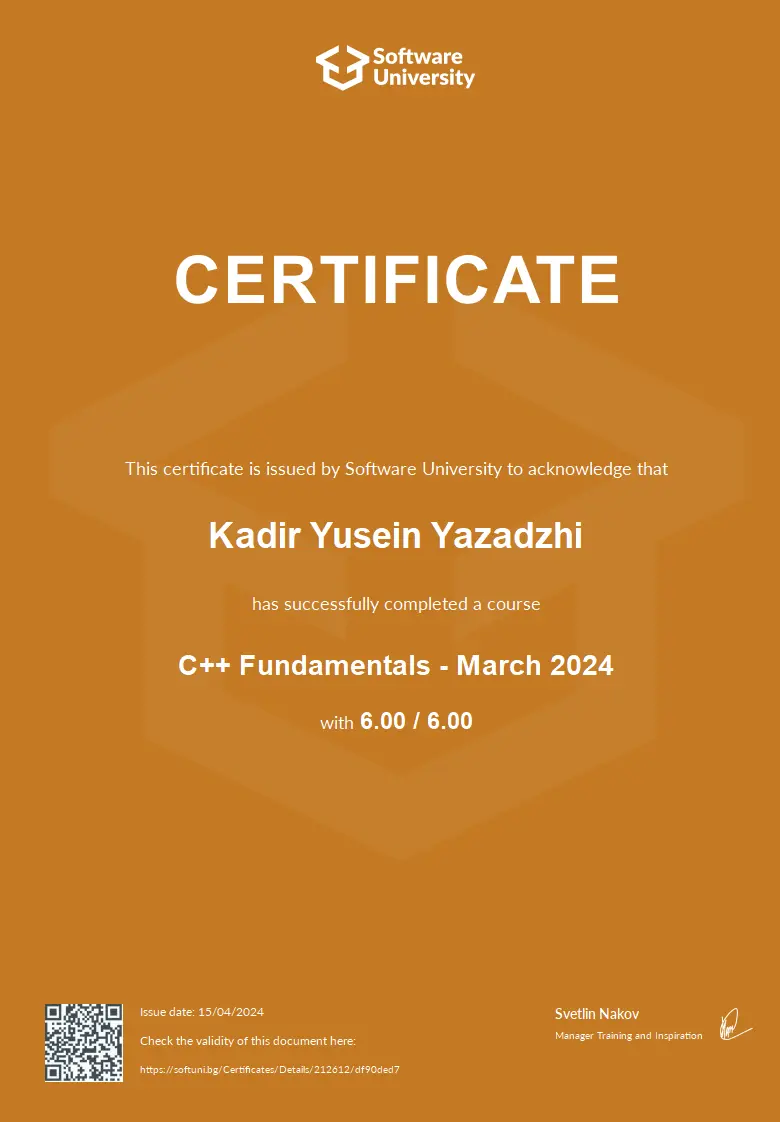 Software
University
CERTIFICATE
This certificate is issued by Software University to acknowledge that
Kadir Yusein Yazadzhi
has successfully completed a course
C++ Fundamentals - March 2024
with 6.00 / 6.00
Issue date: 15/04/2024
Check the validity of this document here:
https://softuni.bg/Certificates/Details/212612/df90ded7
Svetlin Nakov
Manager Training and Inspiration